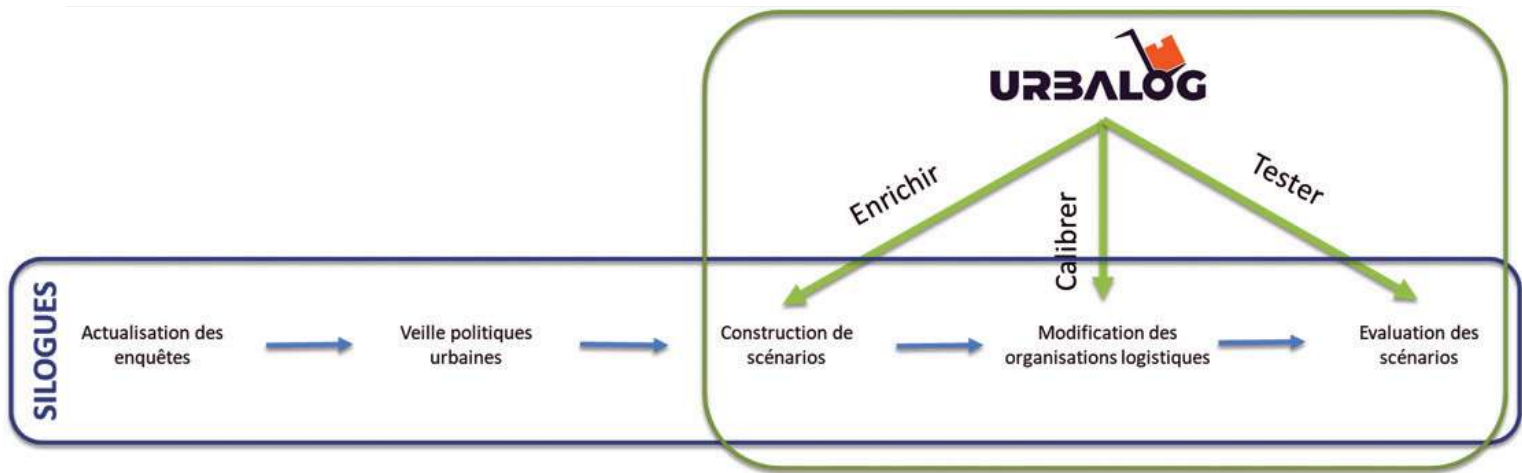 URBALOG
Enrichir
Calibrer
Tester
SILOGUES
Actualisation des
enquêtes
Veille politiques
urbaines
Construction de
scénarios
Modification des
organisations logistiques
Evaluation des
scénarios